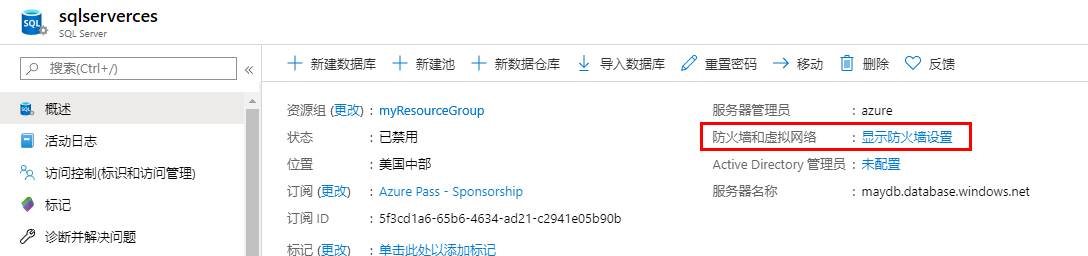 SQL
sqlserverces
SQL Server
搜索(Ctrl+/)
«
新建数据库 新建池 新数据仓库 导入数据库 重置密码 移动 删除 反馈
SQL 概述
活动日志
访问控制(标识和访问管理)
标记
诊断并解决问题
资源组 (更改) : myResourceGroup
状态 : 已禁用
位置 : 美国中部
订阅 (更改) : Azure Pass - Sponsorship
订阅 ID : 5f3cd1a6-65b6-4634-ad21-c2941e05b90b
标记 (更改) : 单击此处以添加标记
服务器管理员 : azure
防火墙和虚拟网络 : 显示防火墙设置
Active Directory 管理员 : 未配置
服务器名称 : maydb.database.windows.net